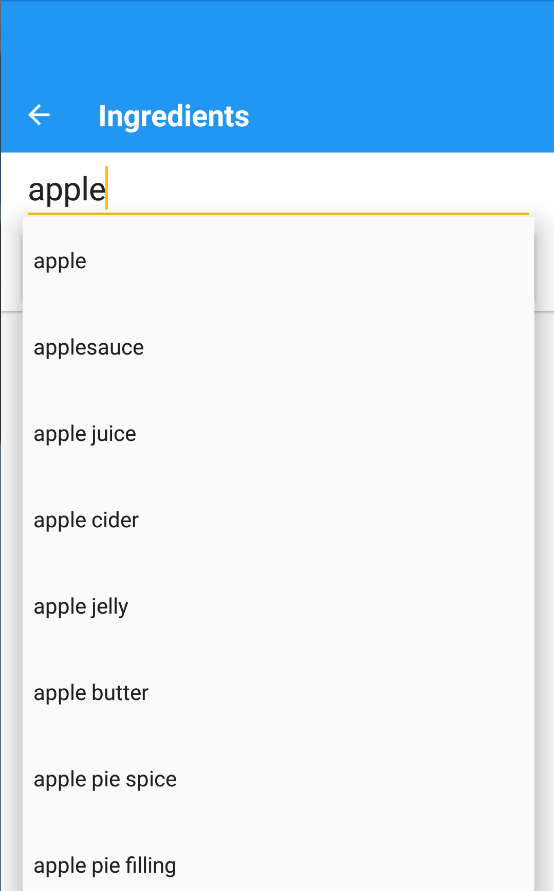 Ingredients
apple
apple
applesauce
apple juice
apple cider
apple jelly
apple butter
apple pie spice
apple pie filling